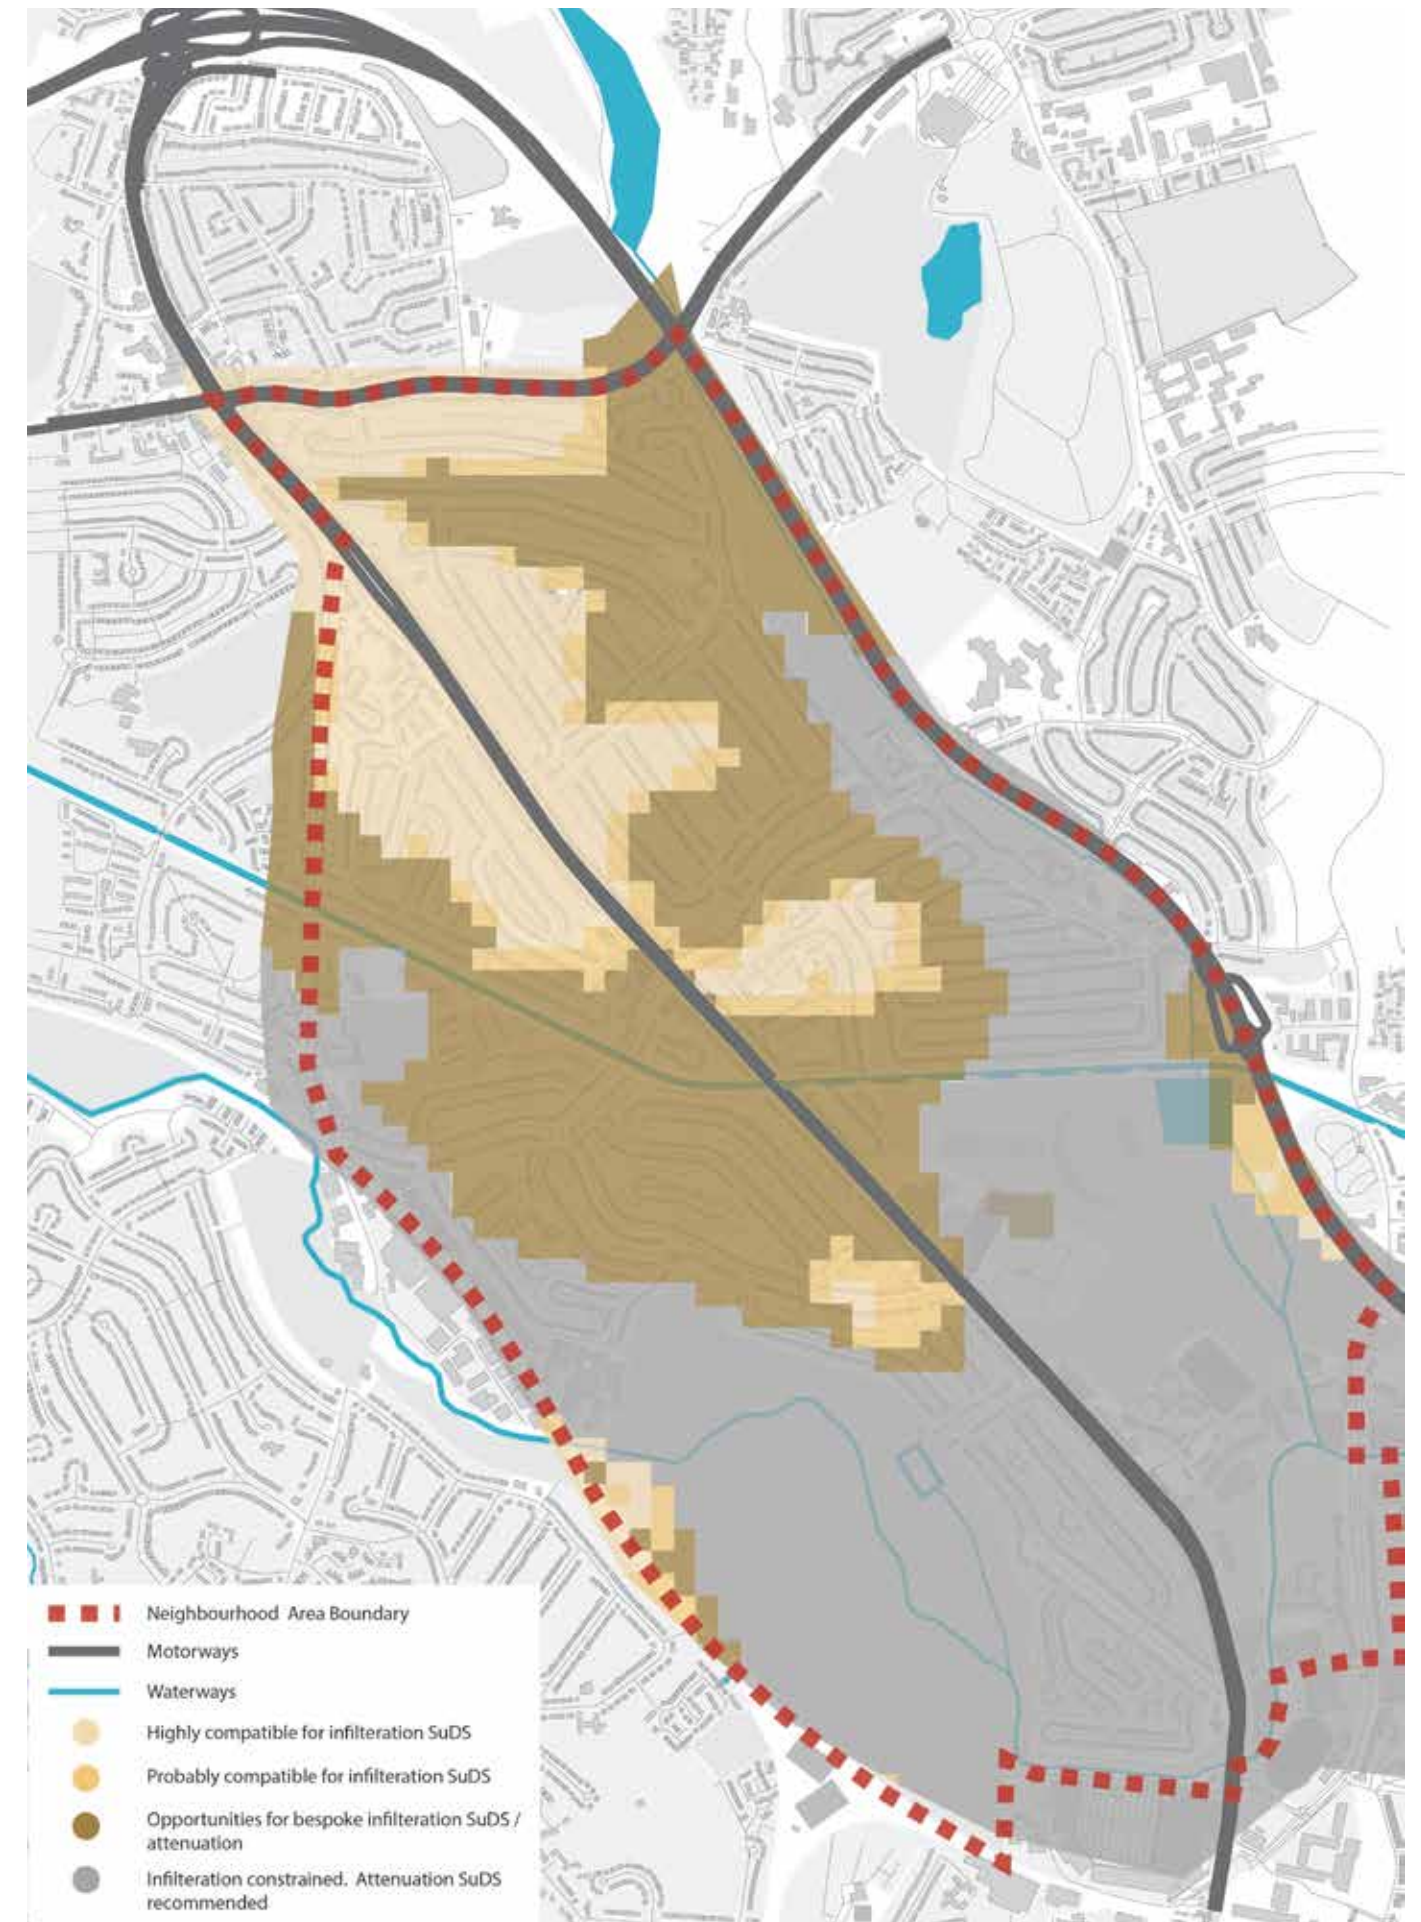 Neighbourhood Area Boundary
Motorways
Waterways
Highly compatible for infilteration SuDS
Probably compatible for infilteration SuDS
Opportunities for bespoke infilteration SuDS /
attenuation
Infilteration constrained. Attenuation SuDS
recommended